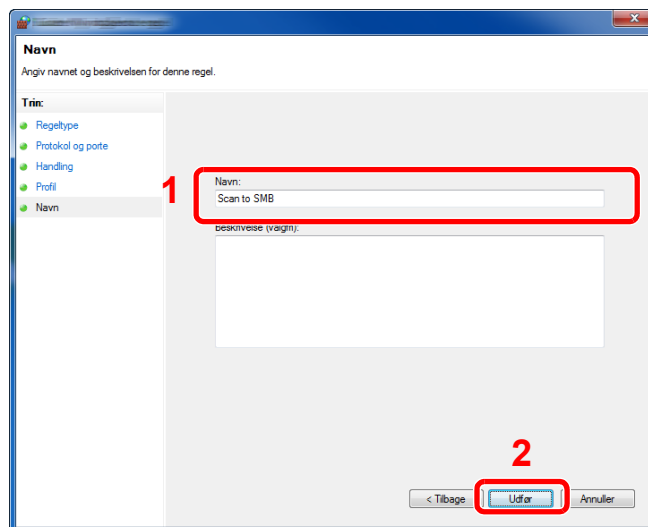 Navn
Angiv navnet og beskrivelsen for denne regel.
Trin:
Regeltype
Protokol og porte
Handling
Profil
Navn
1
Navn:
Scan to SMB
Beskrivelse (valgfri):
2
< Tilbage
Udfør
Annuller